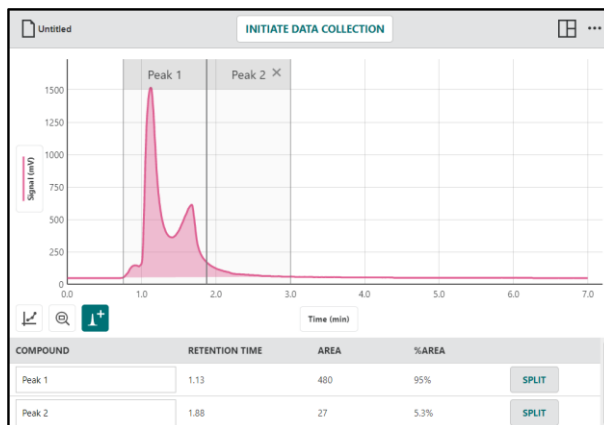 Untitled
INITIATE DATA COLLECTION
...
Peak 1
Peak 2 ×
1500
1250
1000
750
500
250
0
Signal (mV)
0.0 1.0 2.0 3.0 4.0 5.0 6.0 7.0
Time (min)
COMPOUND RETENTION TIME AREA %AREA
Peak 1 1.13 480 95% SPLIT
Peak 2 1.88 27 5.3% SPLIT